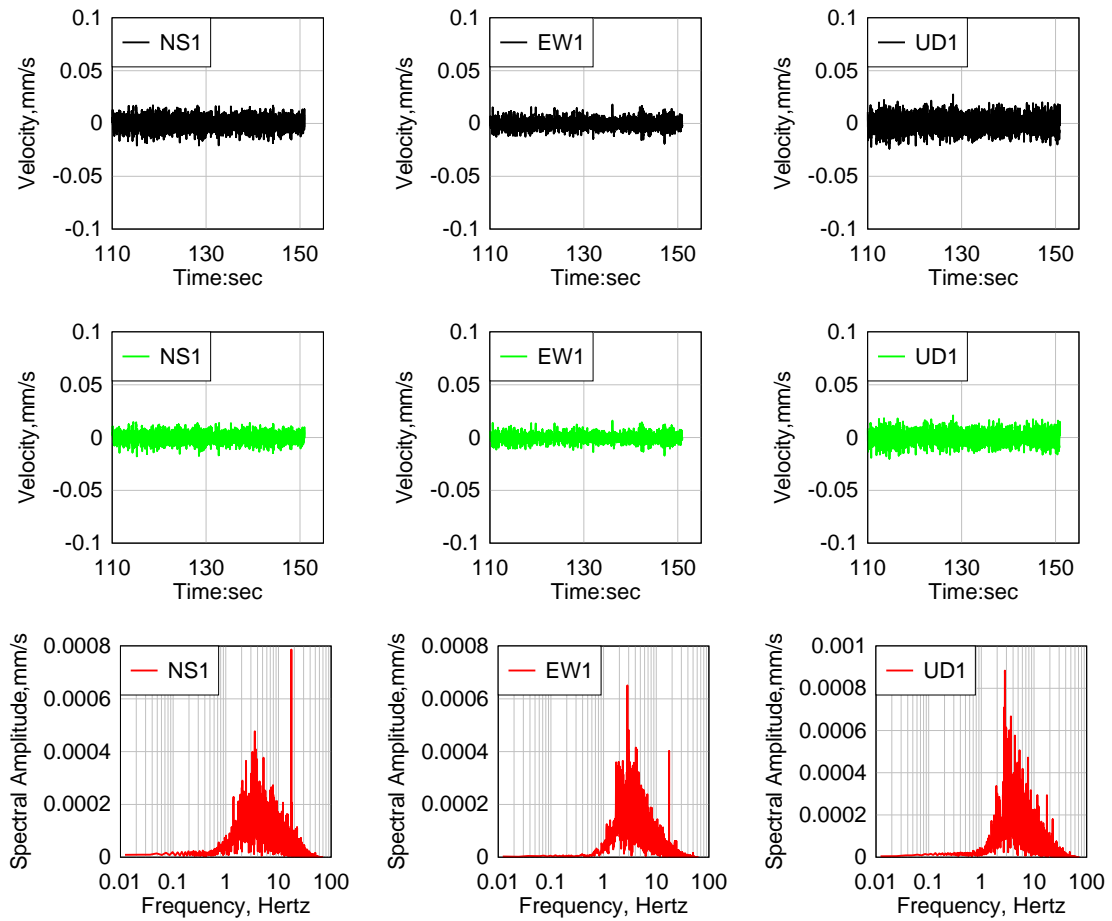 0.1
0.05
0
-0.05
-0.1
Velocity,mm/s
NS1
110 130 150
Time:sec
0.1
0.05
0
-0.05
-0.1
Velocity,mm/s
EW1
110 130 150
Time:sec
0.1
0.05
0
-0.05
-0.1
Velocity,mm/s
UD1
110 130 150
Time:sec
0.1
0.05
0
-0.05
-0.1
Velocity,mm/s
NS1
110 130 150
Time:sec
0.1
0.05
0
-0.05
-0.1
Velocity,mm/s
EW1
110 130 150
Time:sec
0.1
0.05
0
-0.05
-0.1
Velocity,mm/s
UD1
110 130 150
Time:sec
0.0008
0.0006
0.0004
0.0002
0
Spectral Amplitude,mm/s
NS1
0.01 0.1 1 10 100
Frequency, Hertz
0.0008
0.0006
0.0004
0.0002
0
Spectral Amplitude,mm/s
EW1
0.01 0.1 1 10 100
Frequency, Hertz
0.001
0.0008
0.0006
0.0004
0.0002
0
Spectral Amplitude,mm/s
UD1
0.01 0.1 1 10 100
Frequency, Hertz